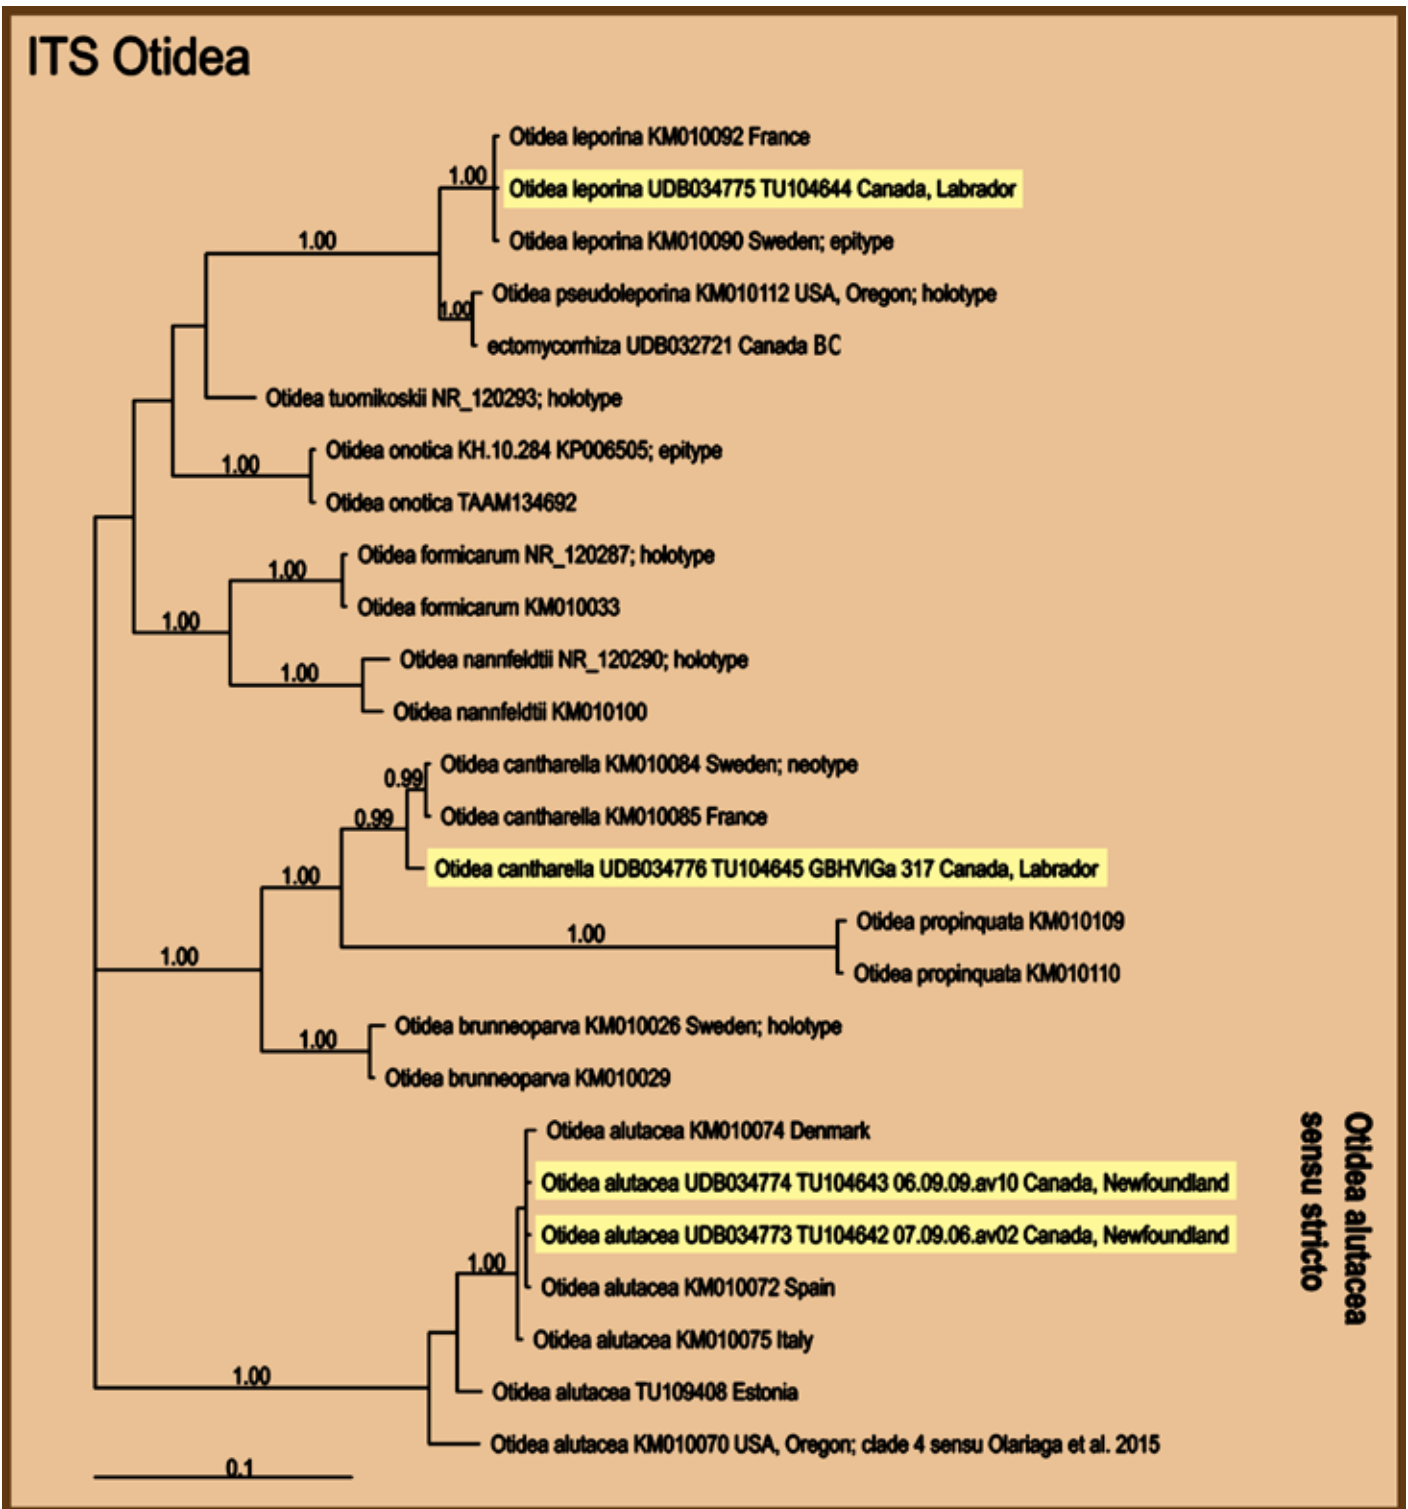 ITS Otidea
Otidea leporina KM010092 France
1.00
Otidea leporina UDB034775 TU104644 Canada, Labrador
1.00
Otidea leporina KM010090 Sweden; epitype
Otidea pseudoleporina KM010112 USA, Oregon; holotype
1.00
ectomycorrhiza UDB032721 Canada BC
Otidea tuomikoskii NR_120293; holotype
Otidea onotica KH.10.284 KP006505; epitype
1.00
Otidea onotica TAAM134692
Otidea formicarum NR_120287; holotype
1.00
Otidea formicarum KM010033
1.00
Otidea nannfeldtii NR_120290; holotype
1.00
Otidea nannfeldtii KM010100
Otidea cantharella KM010084 Sweden; neotype
0.99
Otidea cantharella KM010085 France
0.99
Otidea cantharella UDB034776 TU104645 GBHVIGa 317 Canada, Labrador
1.00
Otidea propinquata KM010109
1.00
1.00
Otidea propinquata KM010110
Otidea brunneoparva KM010026 Sweden; holotype
1.00
Otidea brunneoparva KM010029
Otidea alutacea KM010074 Denmark
Otidea alutacea UDB034774 TU104643 06.09.09.av10 Canada, Newfoundland
Otidea alutacea UDB034773 TU104642 07.09.06.av02 Canada, Newfoundland
1.00
Otidea alutacea KM010072 Spain
Otidea alutacea KM010075 Italy
1.00
Otidea alutacea TU109408 Estonia
Otidea alutacea KM010070 USA, Oregon; clade 4 sensu Olariaga et al. 2015
0.1
Otidea alutacea
sensu stricto